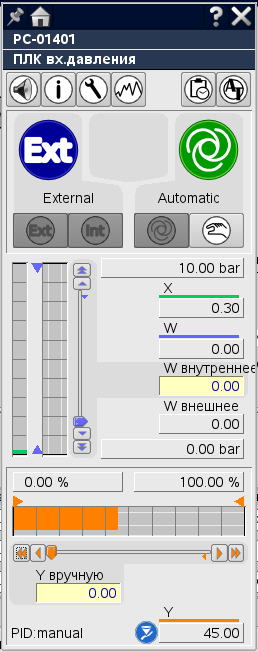 PC-01401
ПЛК вх.давления
Ext
External
Automatic
Ext Int
10.00 bar
X
0.30
W
0.00
W внутреннее
0.00
W внешнее
0.00
0.00 bar
0.00 % 100.00 %
Y вручную
0.00
Y
PID:manual 45.00